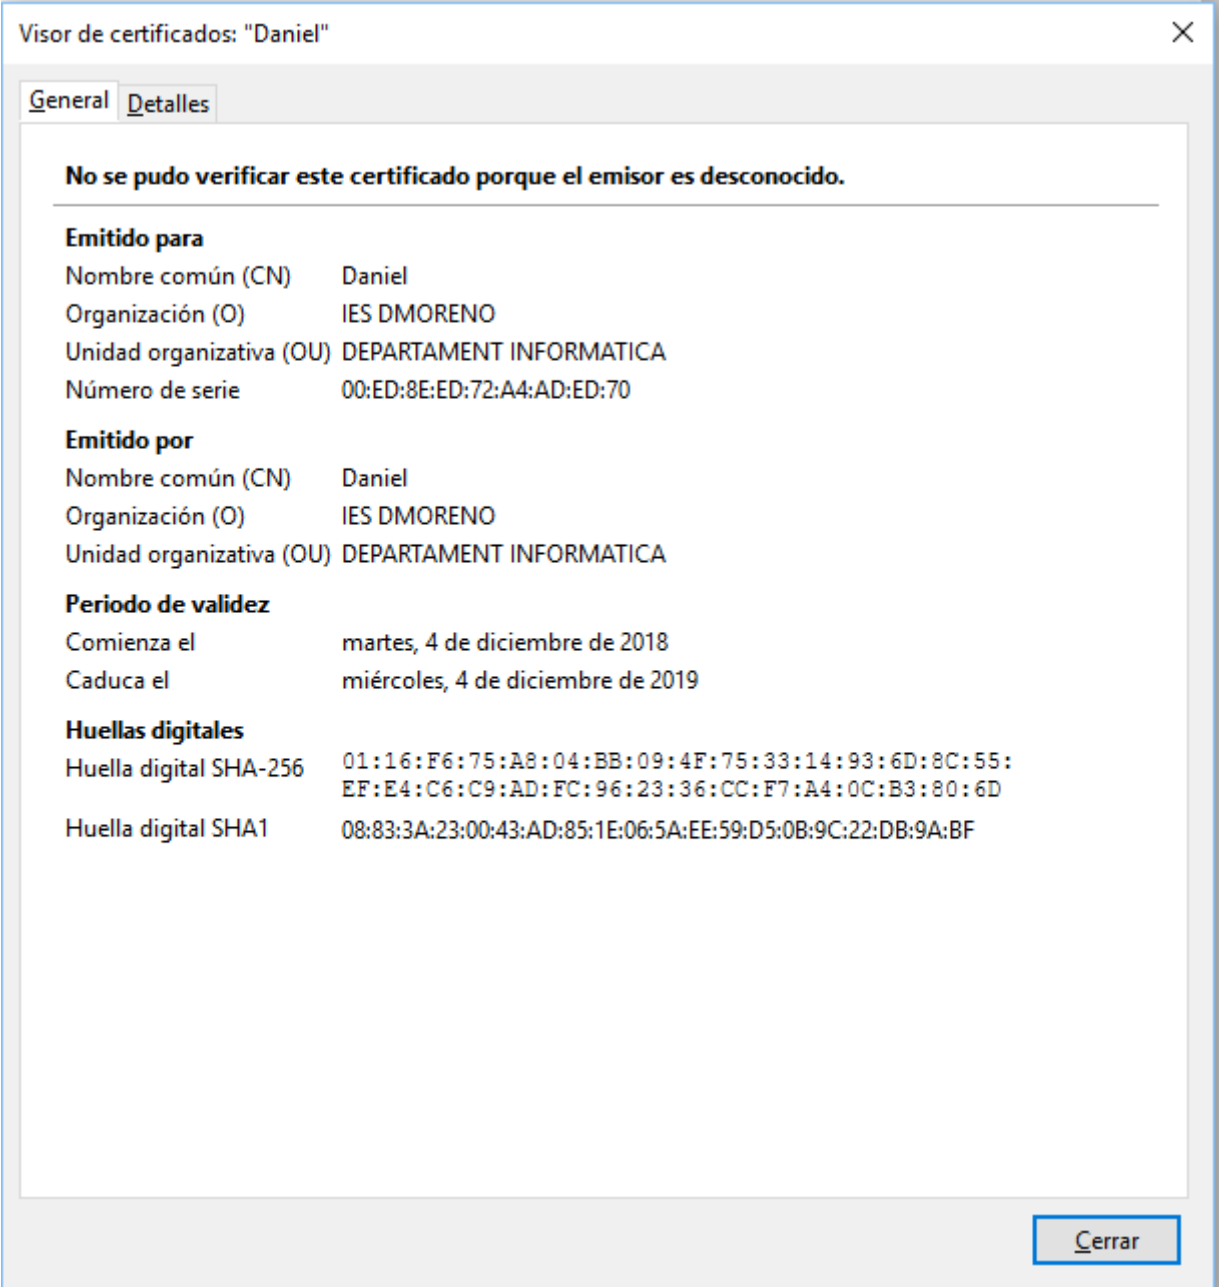 Visor de certificados: "Daniel"
General Detalles
No se pudo verificar este certificado porque el emisor es desconocido.
Emitido para
Nombre común (CN) Daniel
Organización (O) IES DMORENO
Unidad organizativa (OU) DEPARTAMENT INFORMATICA
Número de serie 00:ED:8E:ED:72:A4:AD:ED:70
Emitido por
Nombre común (CN) Daniel
Organización (O) IES DMORENO
Unidad organizativa (OU) DEPARTAMENT INFORMATICA
Periodo de validez
Comienza el martes, 4 de diciembre de 2018
Caduca el miércoles, 4 de diciembre de 2019
Huellas digitales
Huella digital SHA-256 01:16:F6:75:A8:04:BB:09:4F:75:33:14:93:6D:8C:55:
EF:E4:C6:C9:AD:FC:96:23:36:CC:F7:A4:0C:B3:80:6D
Huella digital SHA1 08:83:3A:23:00:43:AD:85:1E:06:5A:EE:59:D5:0B:9C:22:DB:9A:BF
Cerrar